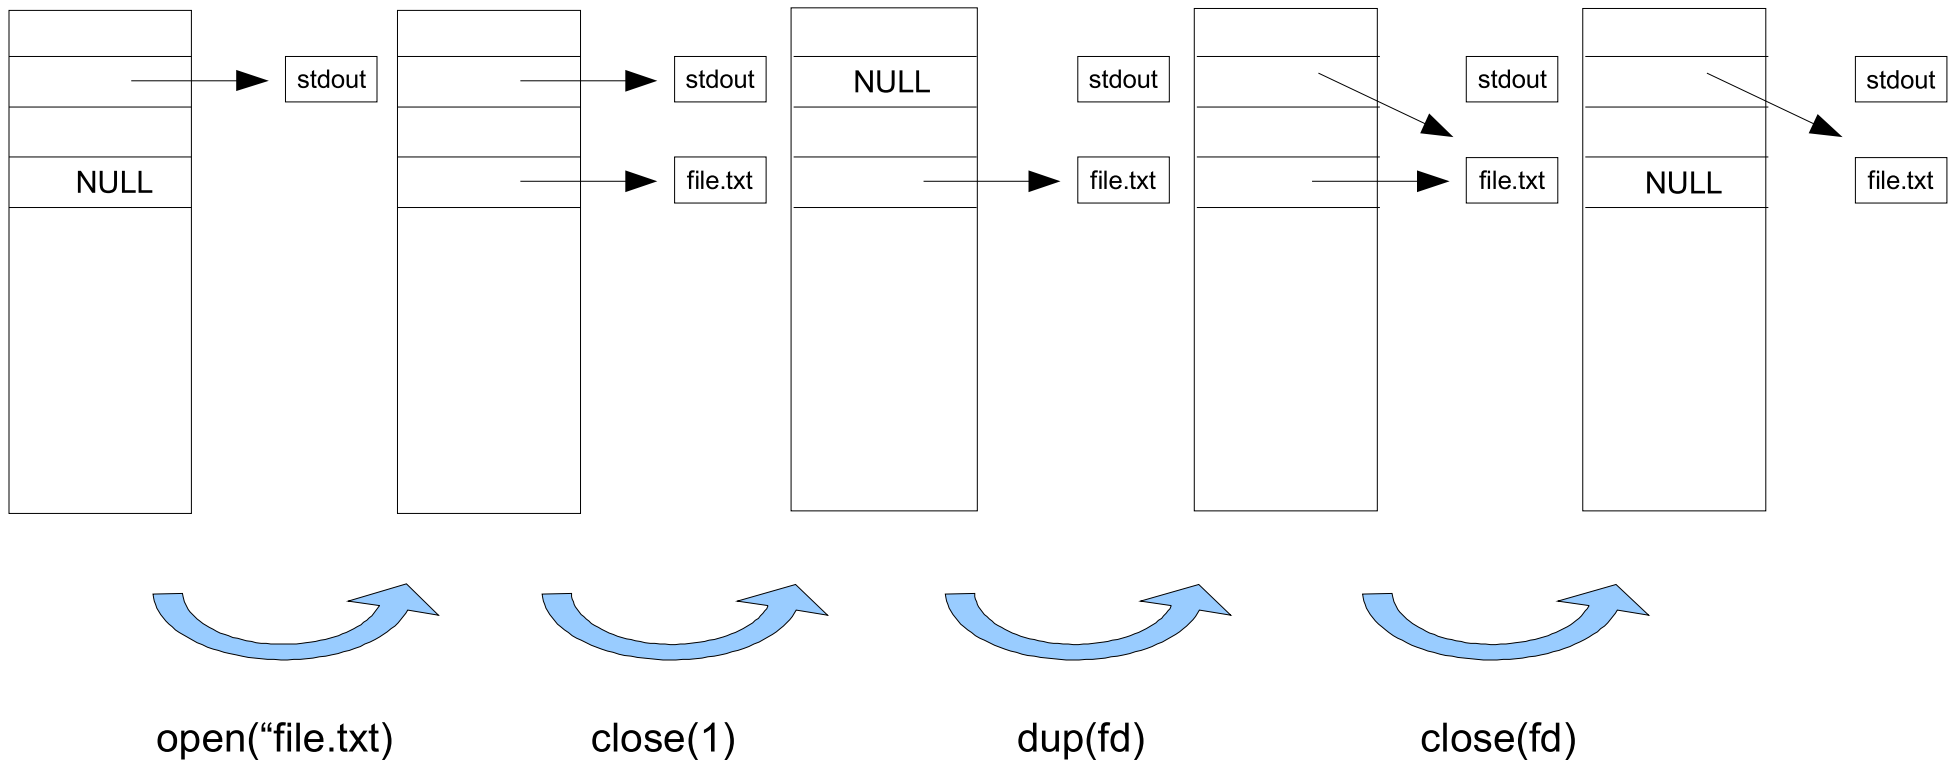 stdout
NULL
stdout
file.txt
NULL
stdout
file.txt
stdout
file.txt
NULL
stdout
file.txt
open(“file.txt)
close(1)
dup(fd)
close(fd)